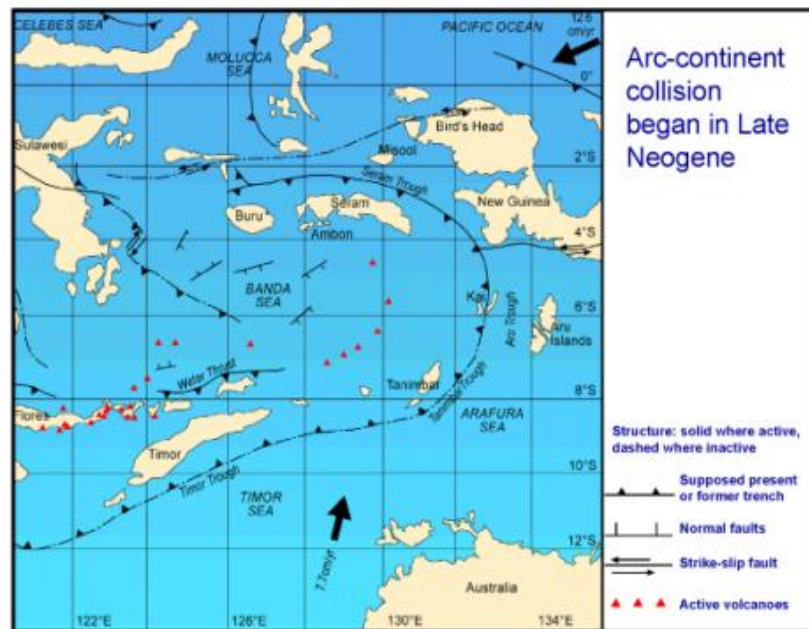 CELEBES SEA
MOLUCCA
SEA
PACIFIC OCEAN
12.6
cm/yr
0°
Bird's Head
Sulawesi
Misool
2°S
Seram Trough
New Guinea
Buru
Seram
Ambon
4°S
BANDA
SEA
Kai
Aru Trough
Aru
Islands
6°S
Wetar Thrust
Tanimbar
Tanimbar Trough
8°S
Flores
ARAFURA
SEA
Timor
Timor Trough
10°S
TIMOR
SEA
7.7cm/yr
12°S
Australia
122°E
126°E
130°E
134°E
Arc-continent
collision
began in Late
Neogene
Structure: solid where active,
dashed where inactive
Supposed present
or former trench
Normal faults
Strike-slip fault
Active volcanoes